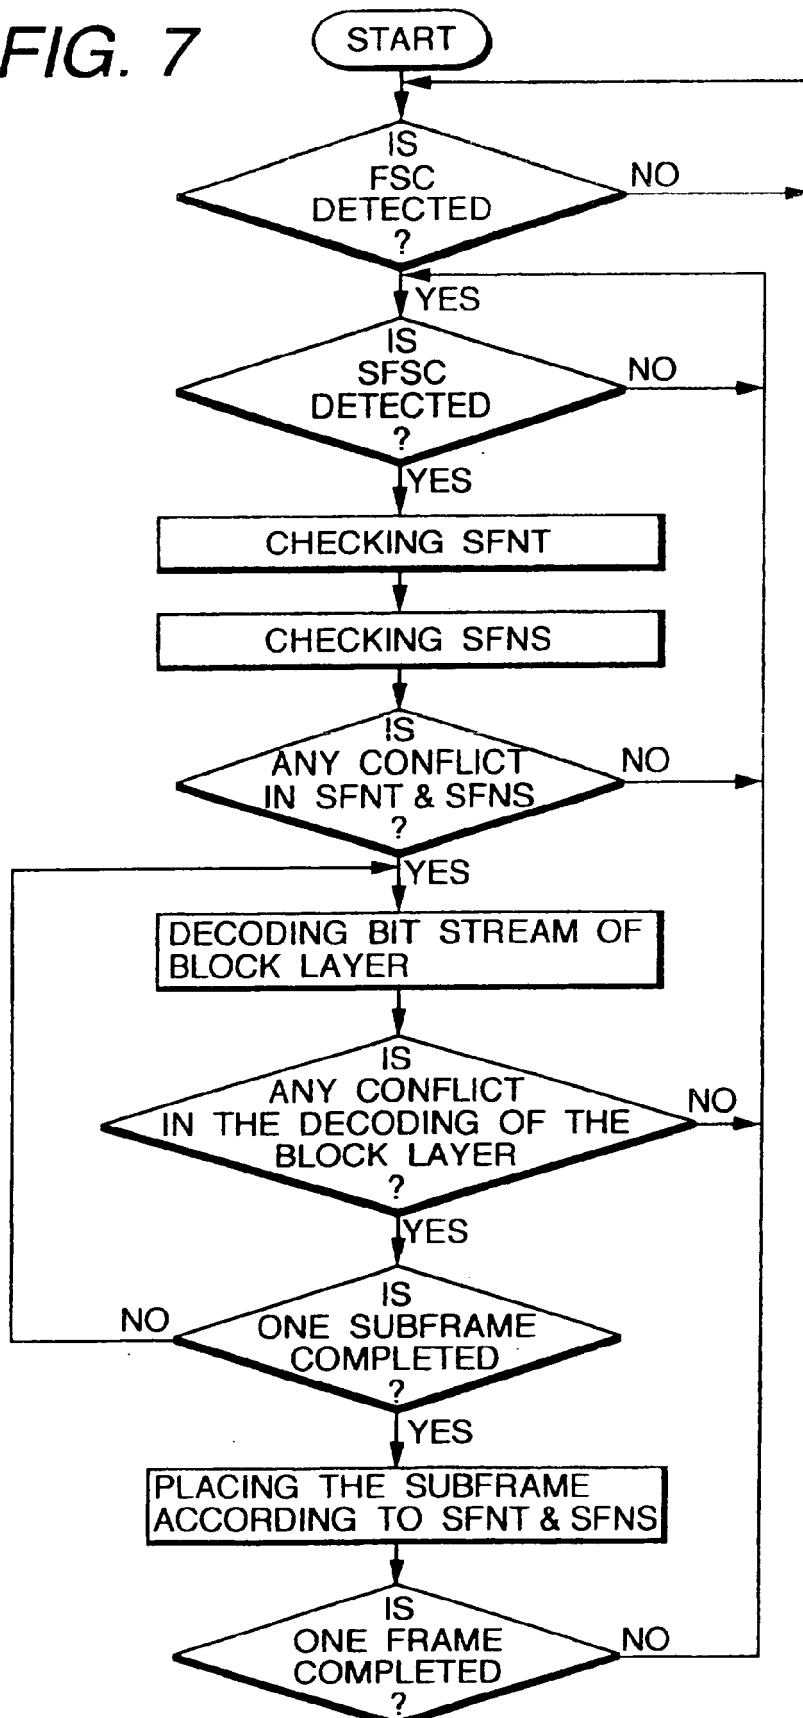 FIG. 7
START
IS
FSC
DETECTED
?
NO
YES
IS
SFSC
DETECTED
?
NO
YES
CHECKING SFNT
CHECKING SFNS
IS
ANY CONFLICT
IN SFNT & SFNS
?
NO
YES
DECODING BIT STREAM OF
BLOCK LAYER
IS
ANY CONFLICT
IN THE DECODING OF THE
BLOCK LAYER
?
NO
YES
IS
ONE SUBFRAME
COMPLETED
?
NO
YES
PLACING THE SUBFRAME
ACCORDING TO SFNT & SFNS
IS
ONE FRAME
COMPLETED
?
NO